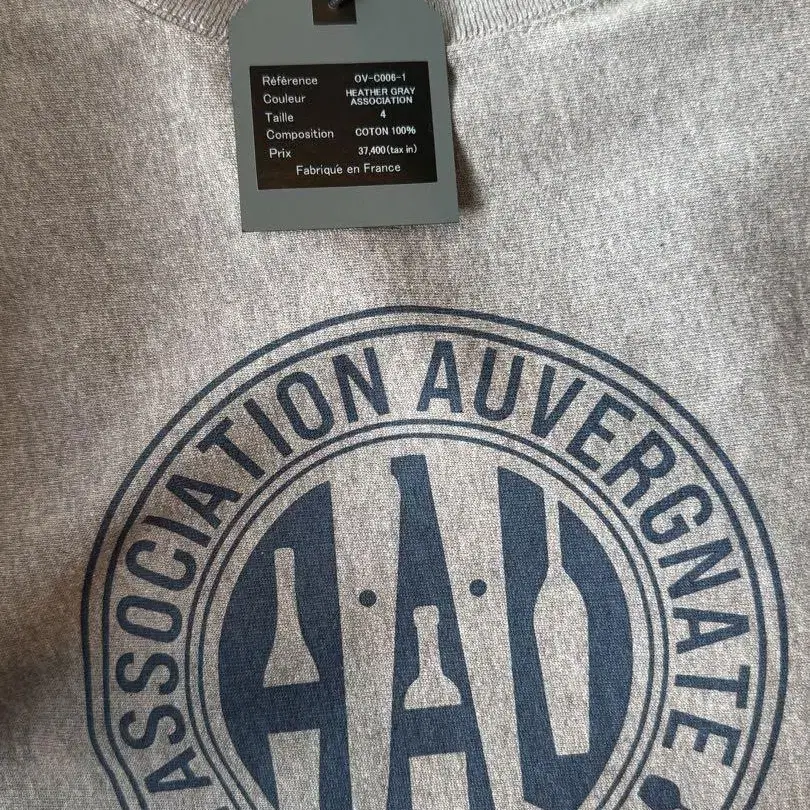 Référence OV-C006-1
Couleur HEATHER GRAY
ASSOCIATION
Taille 4
Composition COTON 100%
Prix 37,400(tax in)
Fabriqué en France
ASSOCIATION AUVERGNATE
AAU